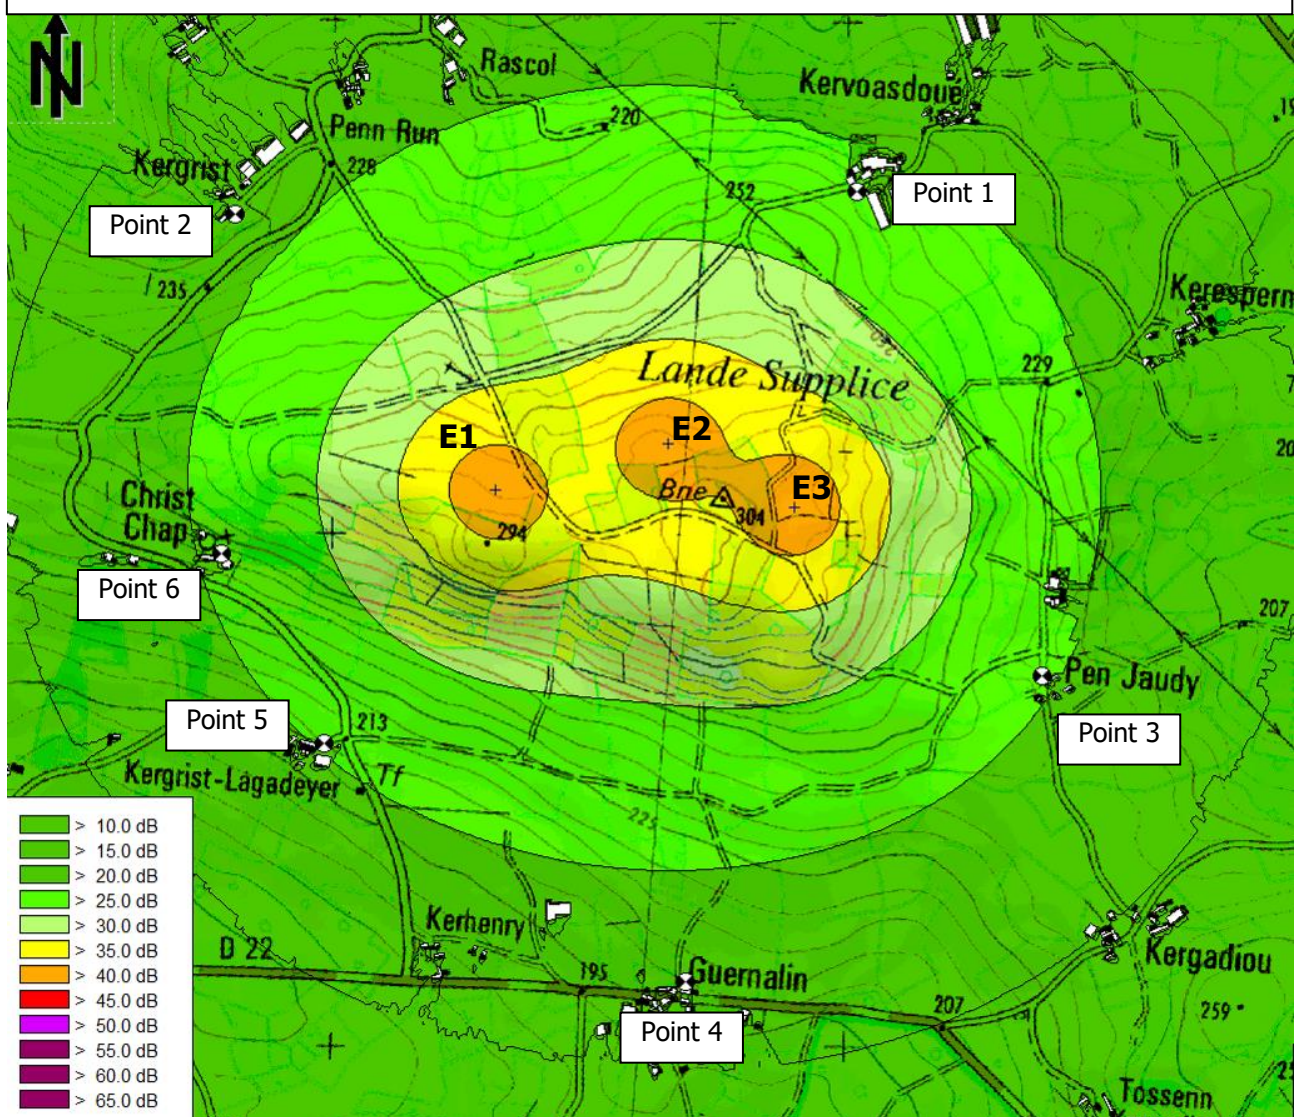 N
Rascol
Kervoasdoué
220
Penn Run
Kergrist
228
252
Point 1
Point 2
235
Keresperm
229
Lande Supplice
E1
E2
E3
Bne
304
294
Christ
Chap
Point 6
207
Pen Jaudy
Point 5
213
Point 3
Kergrist-Lagadeyer
Tf
> 10.0 dB
> 15.0 dB
> 20.0 dB
> 25.0 dB
> 30.0 dB
> 35.0 dB
> 40.0 dB
> 45.0 dB
> 50.0 dB
> 55.0 dB
> 60.0 dB
> 65.0 dB
225
Kerhenry
D 22
195
Guernalin
Kergadiou
207
259
Point 4
Tossenn